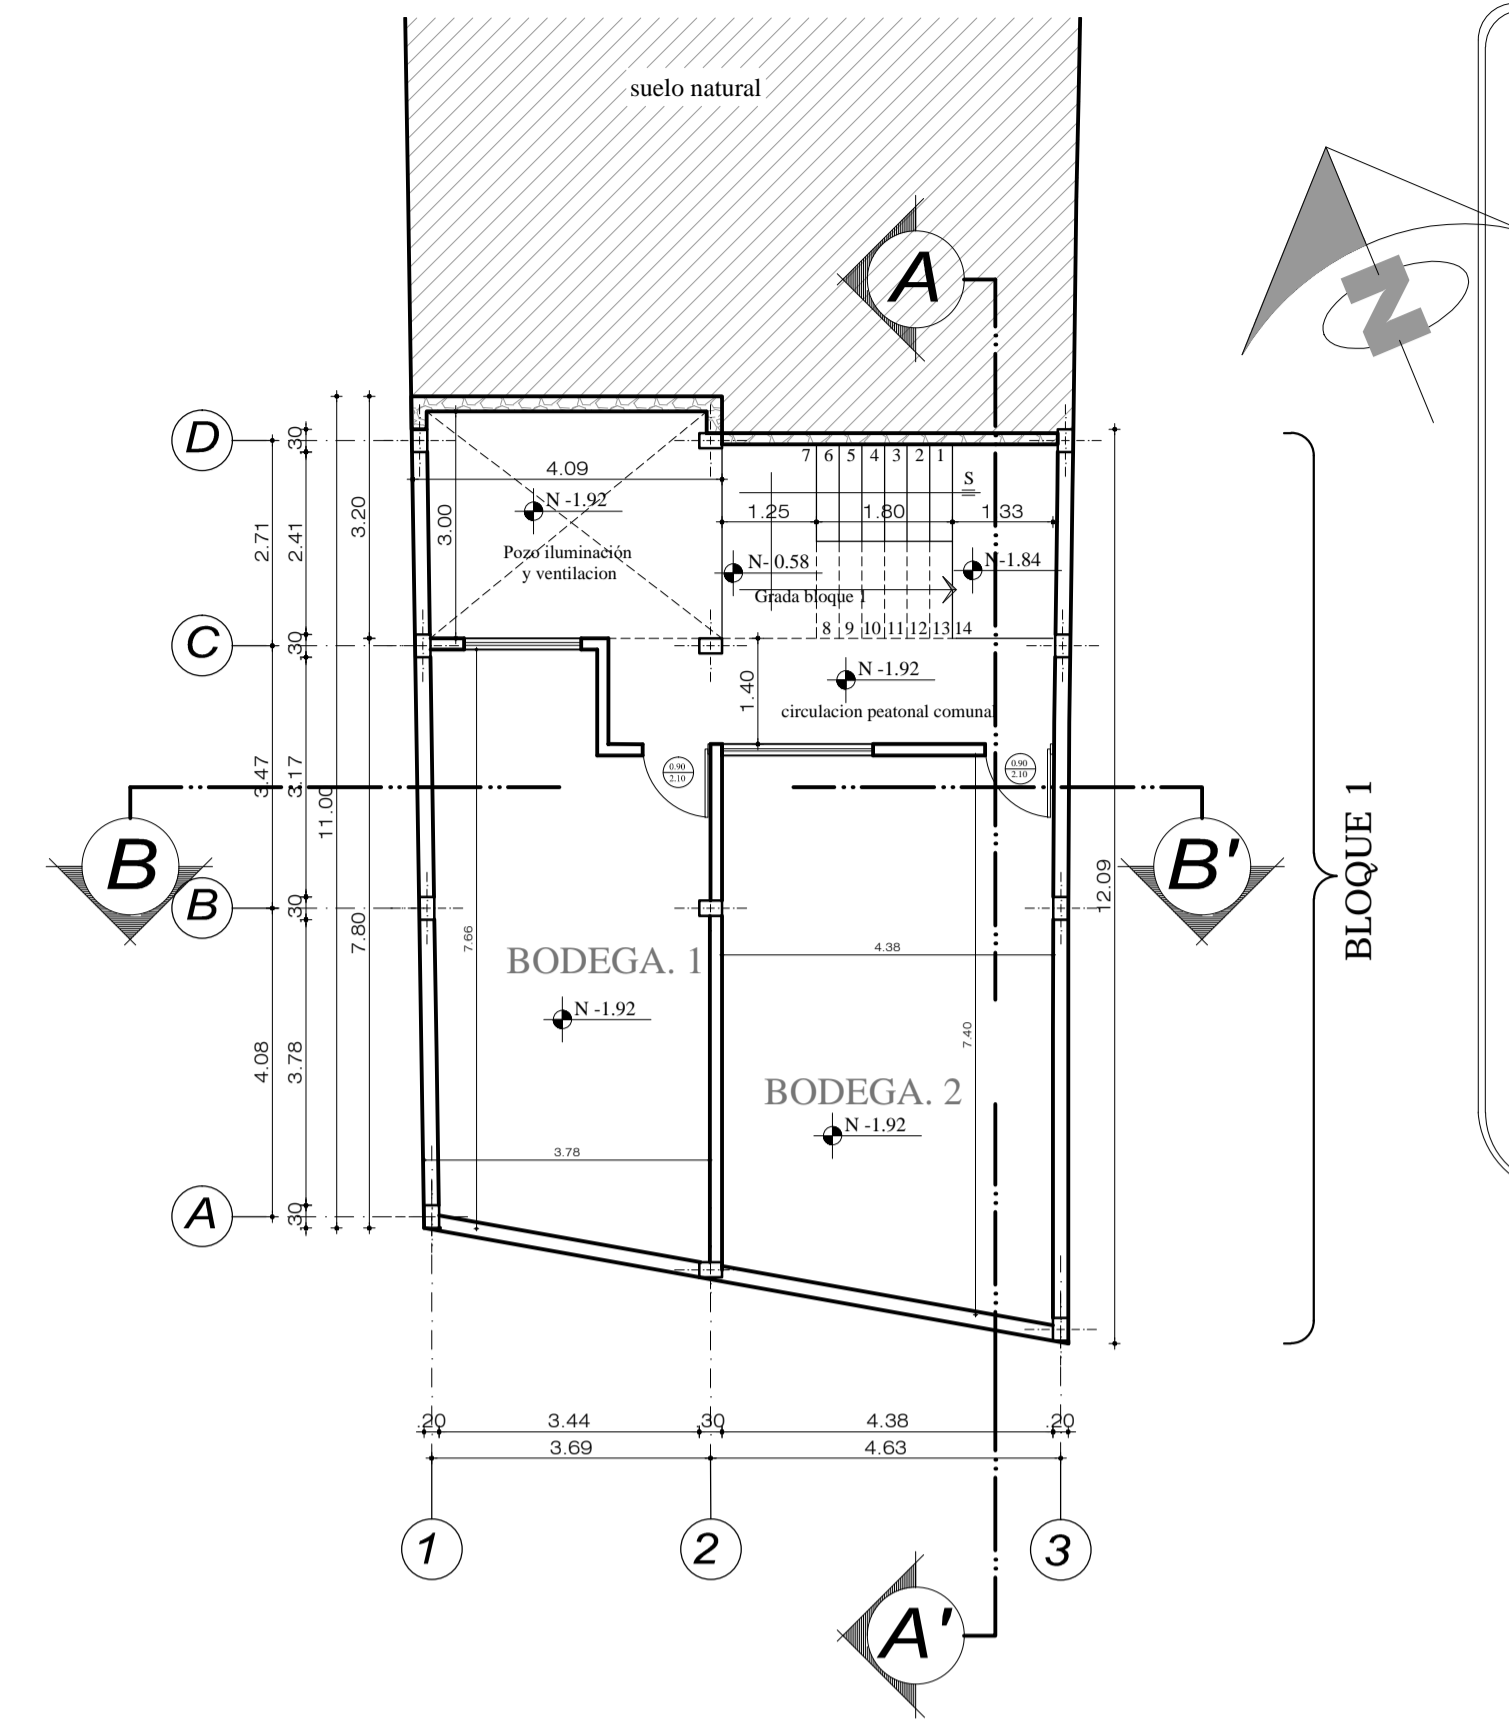 suelo natural
A
N
D
.30
4.09
N -1.92
Pozo iluminación
y ventilacion
3.00
3.20
2.71
2.41
7 6 5 4 3 2 1
S
1.25
1.80
1.33
N- 0.58
N-1.84
Grada bloque 1
8 9 10 11 12 13 14
C
.30
N -1.92
circulacion peatonal comunal
1.40
0.90
2.10
0.90
2.10
3.47
3.17
11.00
B
B'
B
.30
7.80
7.66
BODEGA. 1
N -1.92
4.38
12.09
BLOQUE 1
7.40
BODEGA. 2
N -1.92
4.08
3.78
3.78
A
.30
.20
3.44
.30
4.38
.20
3.69
4.63
1
2
3
A'